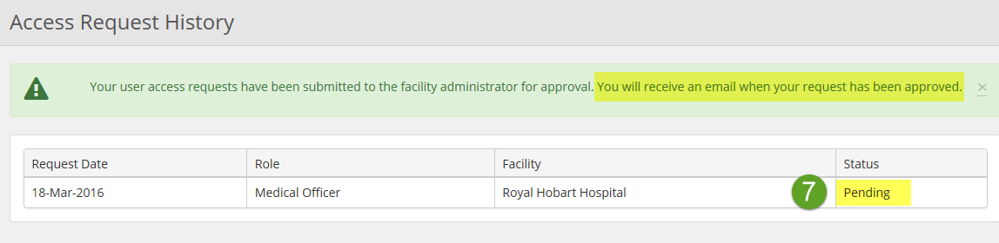 Access Request History
Your user access requests have been submitted to the facility administrator for approval. You will receive an email when your request has been approved. ×
Request Date Role Facility Status
18-Mar-2016 Medical Officer Royal Hobart Hospital 7 Pending